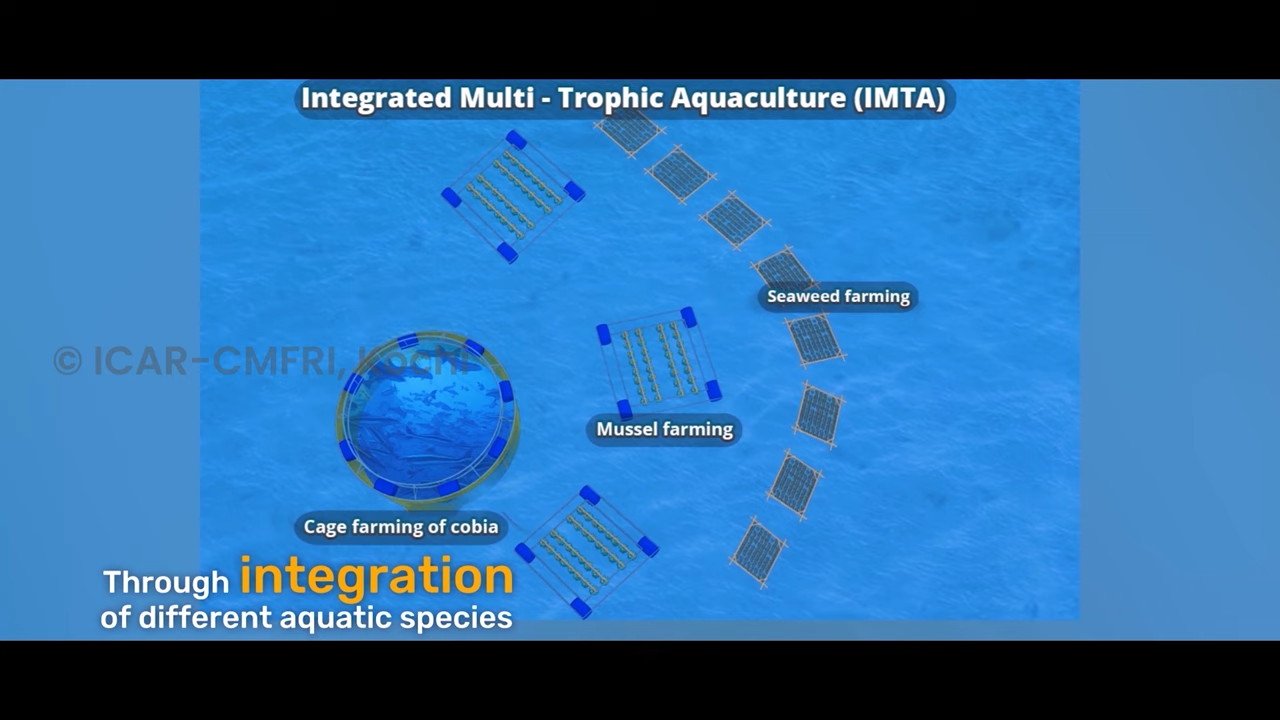 Integrated Multi - Trophic Aquaculture (IMTA)
Seaweed farming
© ICAR-CMFRI, Kochi
Mussel farming
Cage farming of cobia
Through integration
of different aquatic species